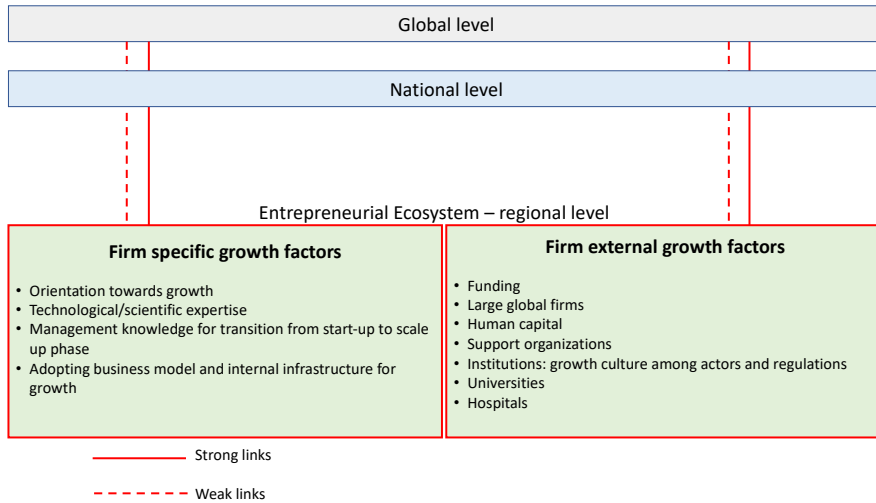 Global level
National level
Entrepreneurial Ecosystem – regional level
Firm specific growth factors
• Orientation towards growth
• Technological/scientific expertise
• Management knowledge for transition from start-up to scale
up phase
• Adopting business model and internal infrastructure for
growth
Firm external growth factors
• Funding
• Large global firms
• Human capital
• Support organizations
• Institutions: growth culture among actors and regulations
• Universities
• Hospitals
Strong links
Weak links